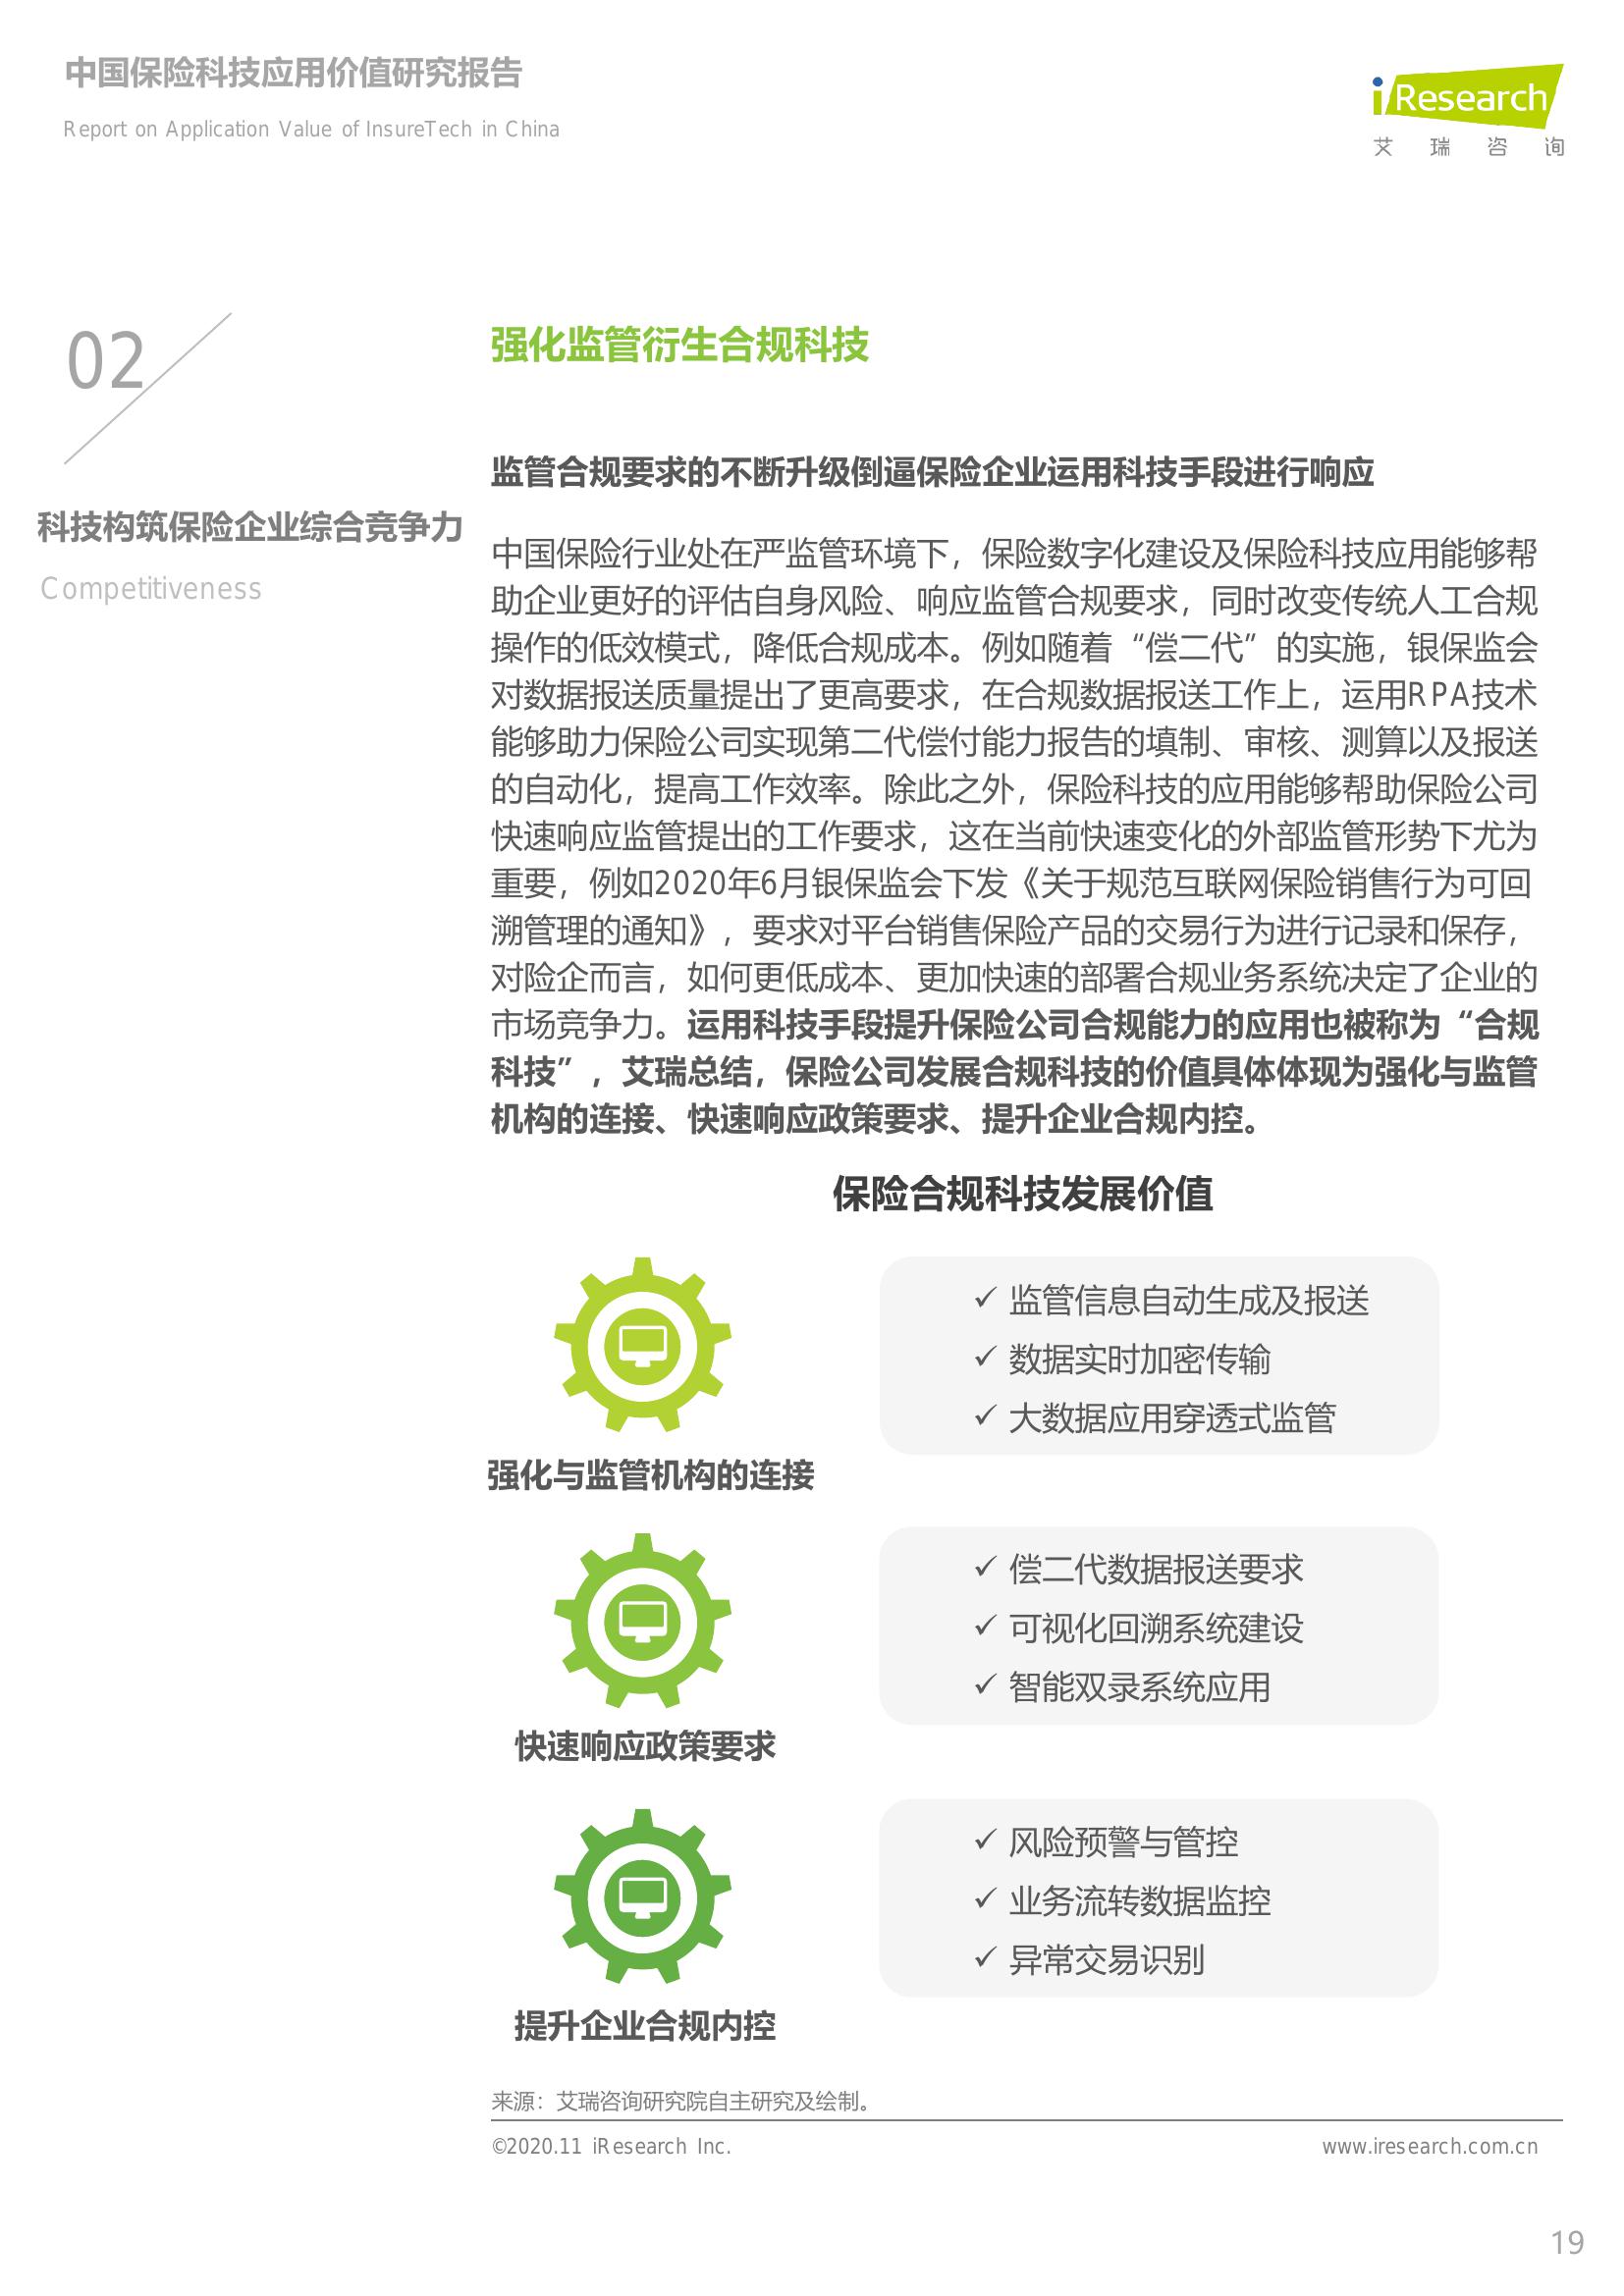 中国保险科技应用价值研究报告
Report on Application Value of InsureTech in China
iResearch
艾瑞咨询
02
科技构筑保险企业综合竞争力
Competitiveness
强化监管衍生合规科技
监管合规要求的不断升级倒逼保险企业运用科技手段进行响应
中国保险行业处在严监管环境下，保险数字化建设及保险科技应用能够帮
助企业更好的评估自身风险、响应监管合规要求，同时改变传统人工合规
操作的低效模式，降低合规成本。例如随着“偿二代”的实施，银保监会
对数据报送质量提出了更高要求，在合规数据报送工作上，运用RPA技术
能够助力保险公司实现第二代偿付能力报告的填制、审核、测算以及报送
的自动化，提高工作效率。除此之外，保险科技的应用能够帮助保险公司
快速响应监管提出的工作要求，这在当前快速变化的外部监管形势下尤为
重要，例如2020年6月银保监会下发《关于规范互联网保险销售行为可回
溯管理的通知》，要求对平台销售保险产品的交易行为进行记录和保存，
对险企而言，如何更低成本、更加快速的部署合规业务系统决定了企业的
市场竞争力。运用科技手段提升保险公司合规能力的应用也被称为“合规
科技”，艾瑞总结，保险公司发展合规科技的价值具体体现为强化与监管
机构的连接、快速响应政策要求、提升企业合规内控。
保险合规科技发展价值
✓ 监管信息自动生成及报送
✓ 数据实时加密传输
✓ 大数据应用穿透式监管
强化与监管机构的连接
✓ 偿二代数据报送要求
✓ 可视化回溯系统建设
✓ 智能双录系统应用
快速响应政策要求
✓ 风险预警与管控
✓ 业务流转数据监控
✓ 异常交易识别
提升企业合规内控
来源：艾瑞咨询研究院自主研究及绘制。
©2020.11 iResearch Inc.
www.iresearch.com.cn
19